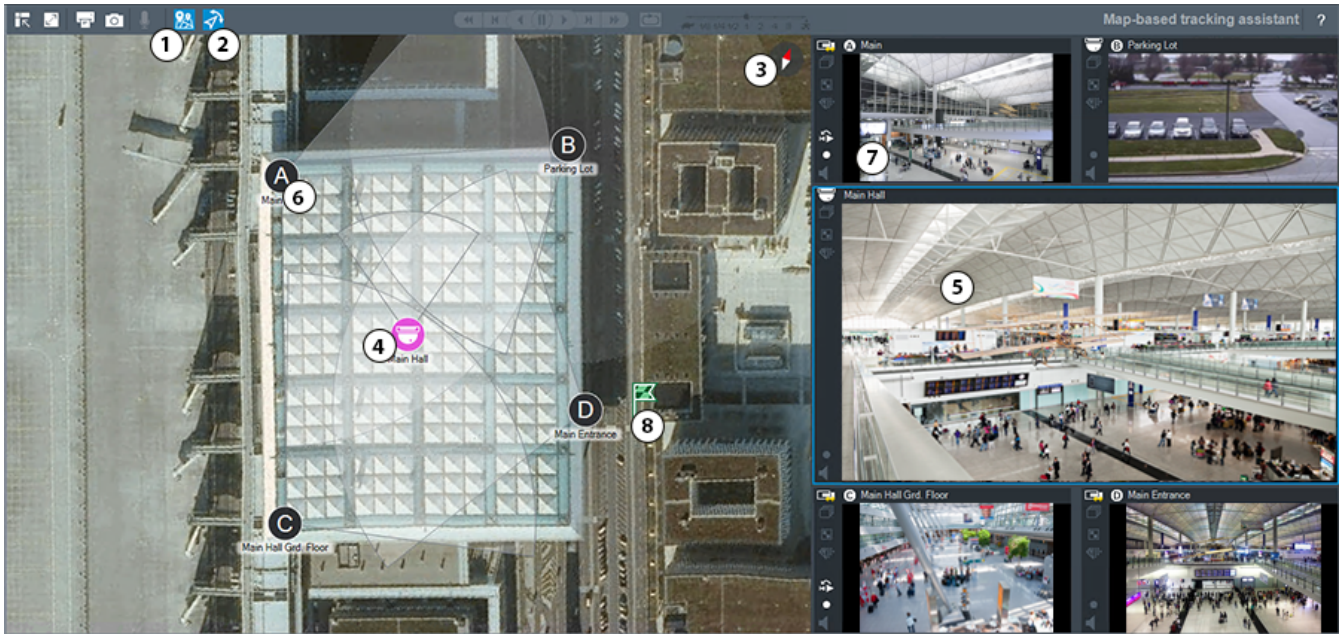 Map-based tracking assistant ?
1
2
3
A Main
B Parking Lot
7
B
Parking Lot
A
Main
6
Main Hall
5
4
Main Hall
8
D
Main Entrance
C
Main Hall Grd. Floor
C Main Hall Grd. Floor
D Main Entrance